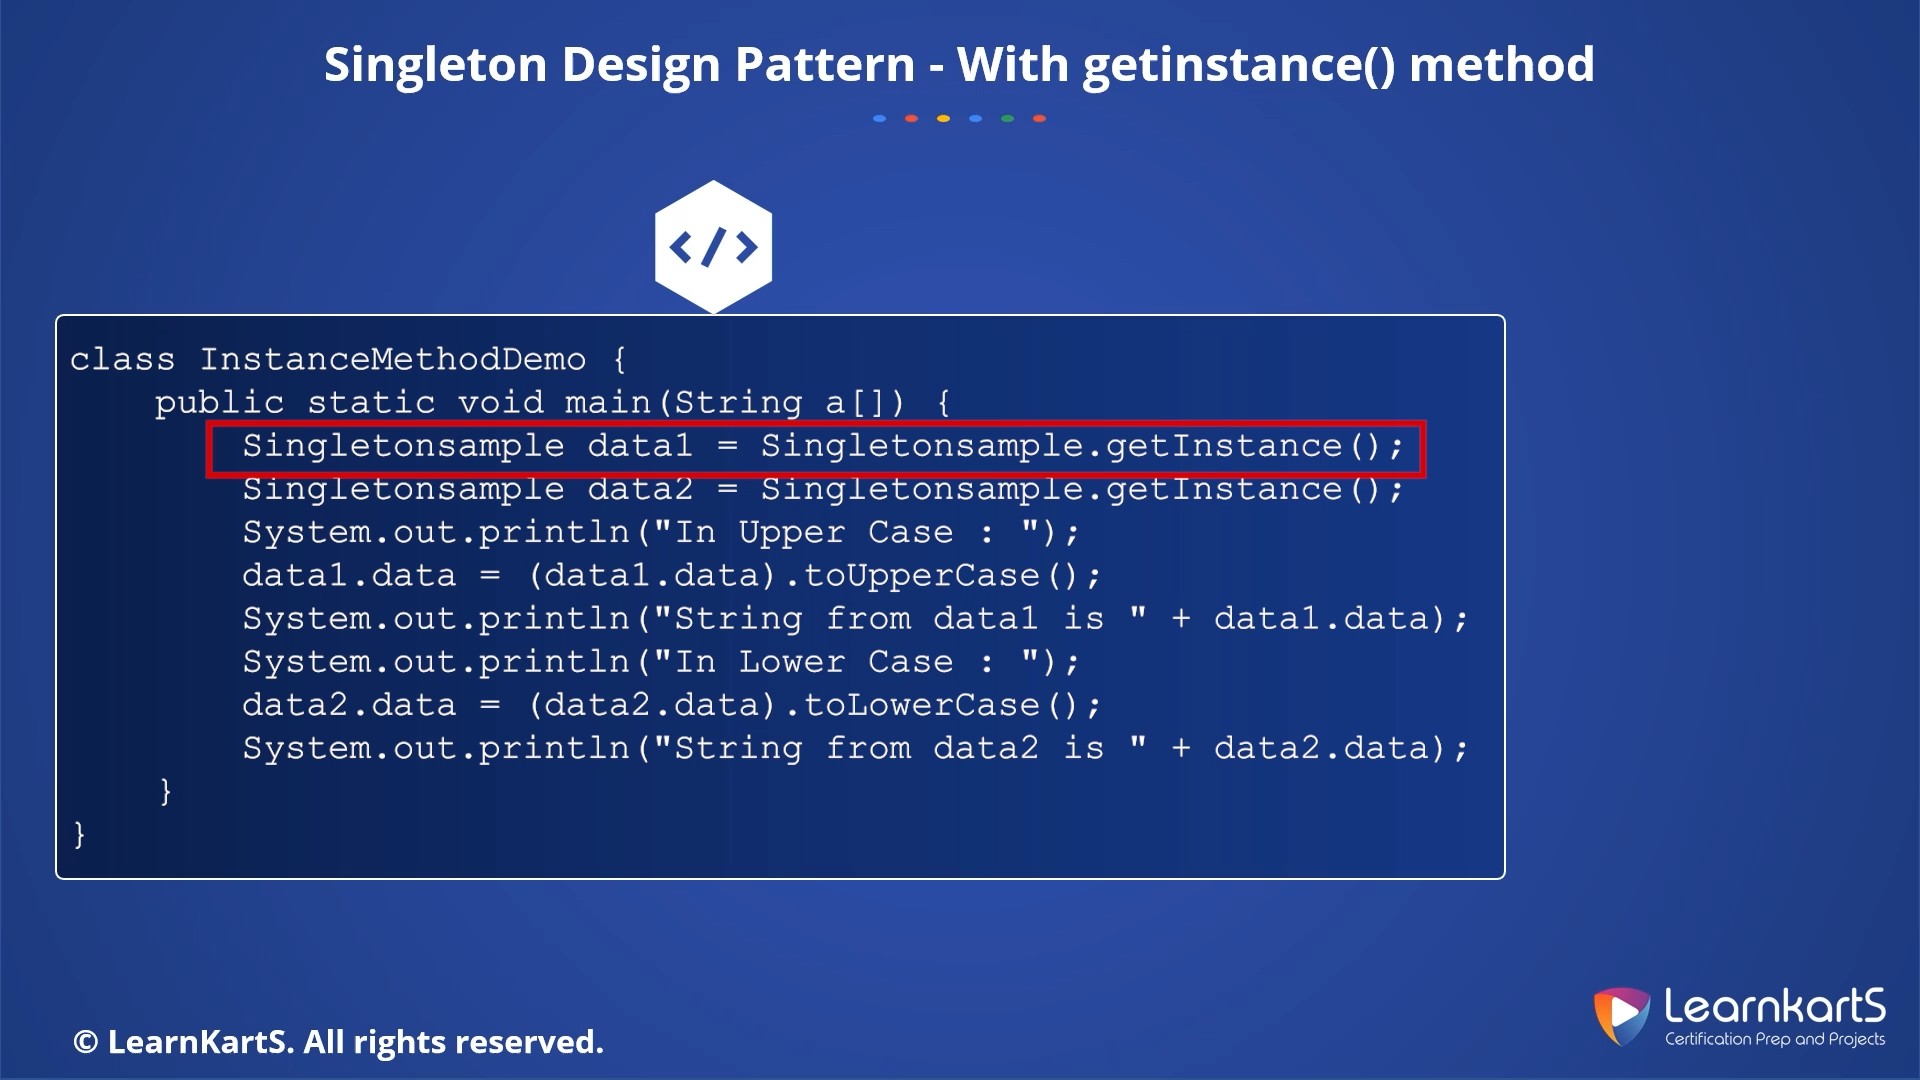 Singleton Design Pattern - With getinstance() method
</>
class InstanceMethodDemo {
public static void main(String a[]) {
Singletonsample data1 = Singletonsample.getInstance();
Singletonsample data2 = Singletonsample.getInstance();
System.out.println("In Upper Case : ");
data1.data = (data1.data).toUpperCase();
System.out.println("String from data1 is " + data1.data);
System.out.println("In Lower Case : ");
data2.data = (data2.data).toLowerCase();
System.out.println("String from data2 is " + data2.data);
}
}
© LearnKartS. All rights reserved.
LearnkartS
Certification Prep and Projects